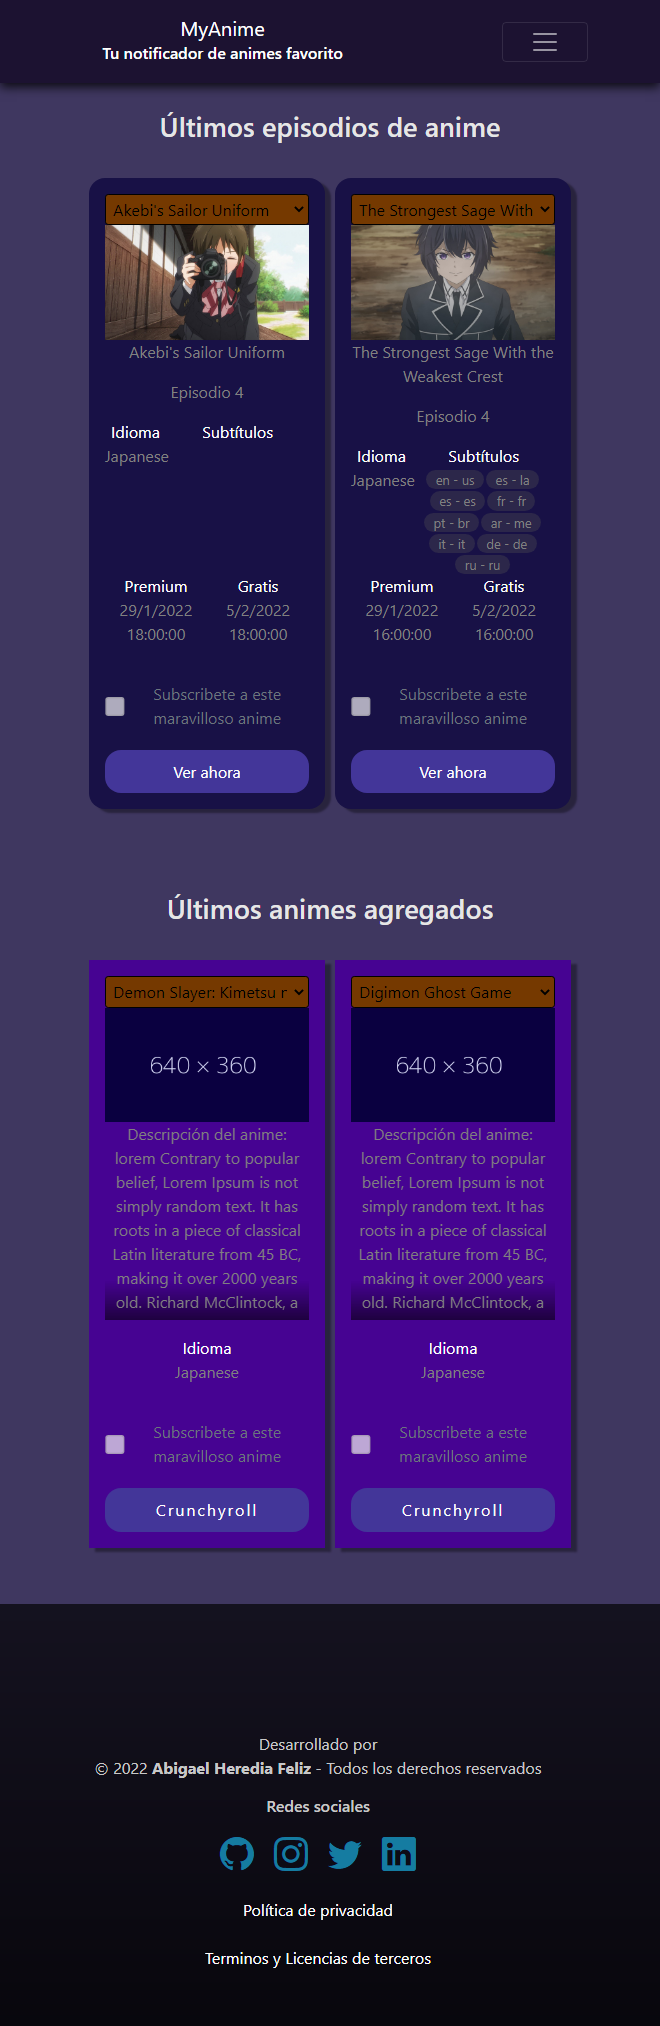 MyAnime
Tu notificador de animes favorito
Últimos episodios de anime
Akebi's Sailor Uniform
Akebi's Sailor Uniform
Episodio 4
Idioma
Subtítulos
Japanese
Premium
Gratis
29/1/2022
5/2/2022
18:00:00
18:00:00
Subscribete a este
maravilloso anime
Ver ahora
The Strongest Sage With
The Strongest Sage With the
Weakest Crest
Episodio 4
Idioma
Subtítulos
Japanese
en - us
es - la
es - es
fr - fr
pt - br
ar - me
it - it
de - de
ru - ru
Premium
Gratis
29/1/2022
5/2/2022
16:00:00
16:00:00
Subscribete a este
maravilloso anime
Ver ahora
Últimos animes agregados
Demon Slayer: Kimetsu r
640 × 360
Descripción del anime:
lorem Contrary to popular
belief, Lorem Ipsum is not
simply random text. It has
roots in a piece of classical
Latin literature from 45 BC,
making it over 2000 years
old. Richard McClintock, a
Idioma
Japanese
Subscribete a este
maravilloso anime
Crunchyroll
Digimon Ghost Game
640 × 360
Descripción del anime:
lorem Contrary to popular
belief, Lorem Ipsum is not
simply random text. It has
roots in a piece of classical
Latin literature from 45 BC,
making it over 2000 years
old. Richard McClintock, a
Idioma
Japanese
Subscribete a este
maravilloso anime
Crunchyroll
Desarrollado por
© 2022 Abigael Heredia Feliz - Todos los derechos reservados
Redes sociales
Política de privacidad
Terminos y Licencias de terceros